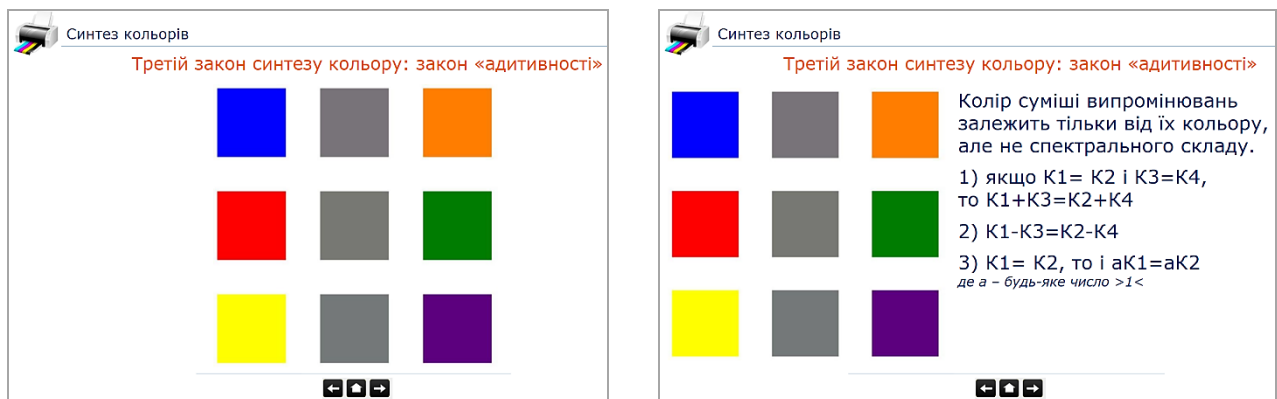 Синтез кольорів
Третій закон синтезу кольору: закон «адитивності»
Синтез кольорів
Третій закон синтезу кольору: закон «адитивності»
Колір суміші випромінювань
залежить тільки від їх кольору,
але не спектрального складу.
1) якщо К1= К2 і К3=К4,
то К1+К3=К2+К4
2) К1-К3=К2-К4
3) К1= К2, то і аК1=аК2
де а – будь-яке число >1<